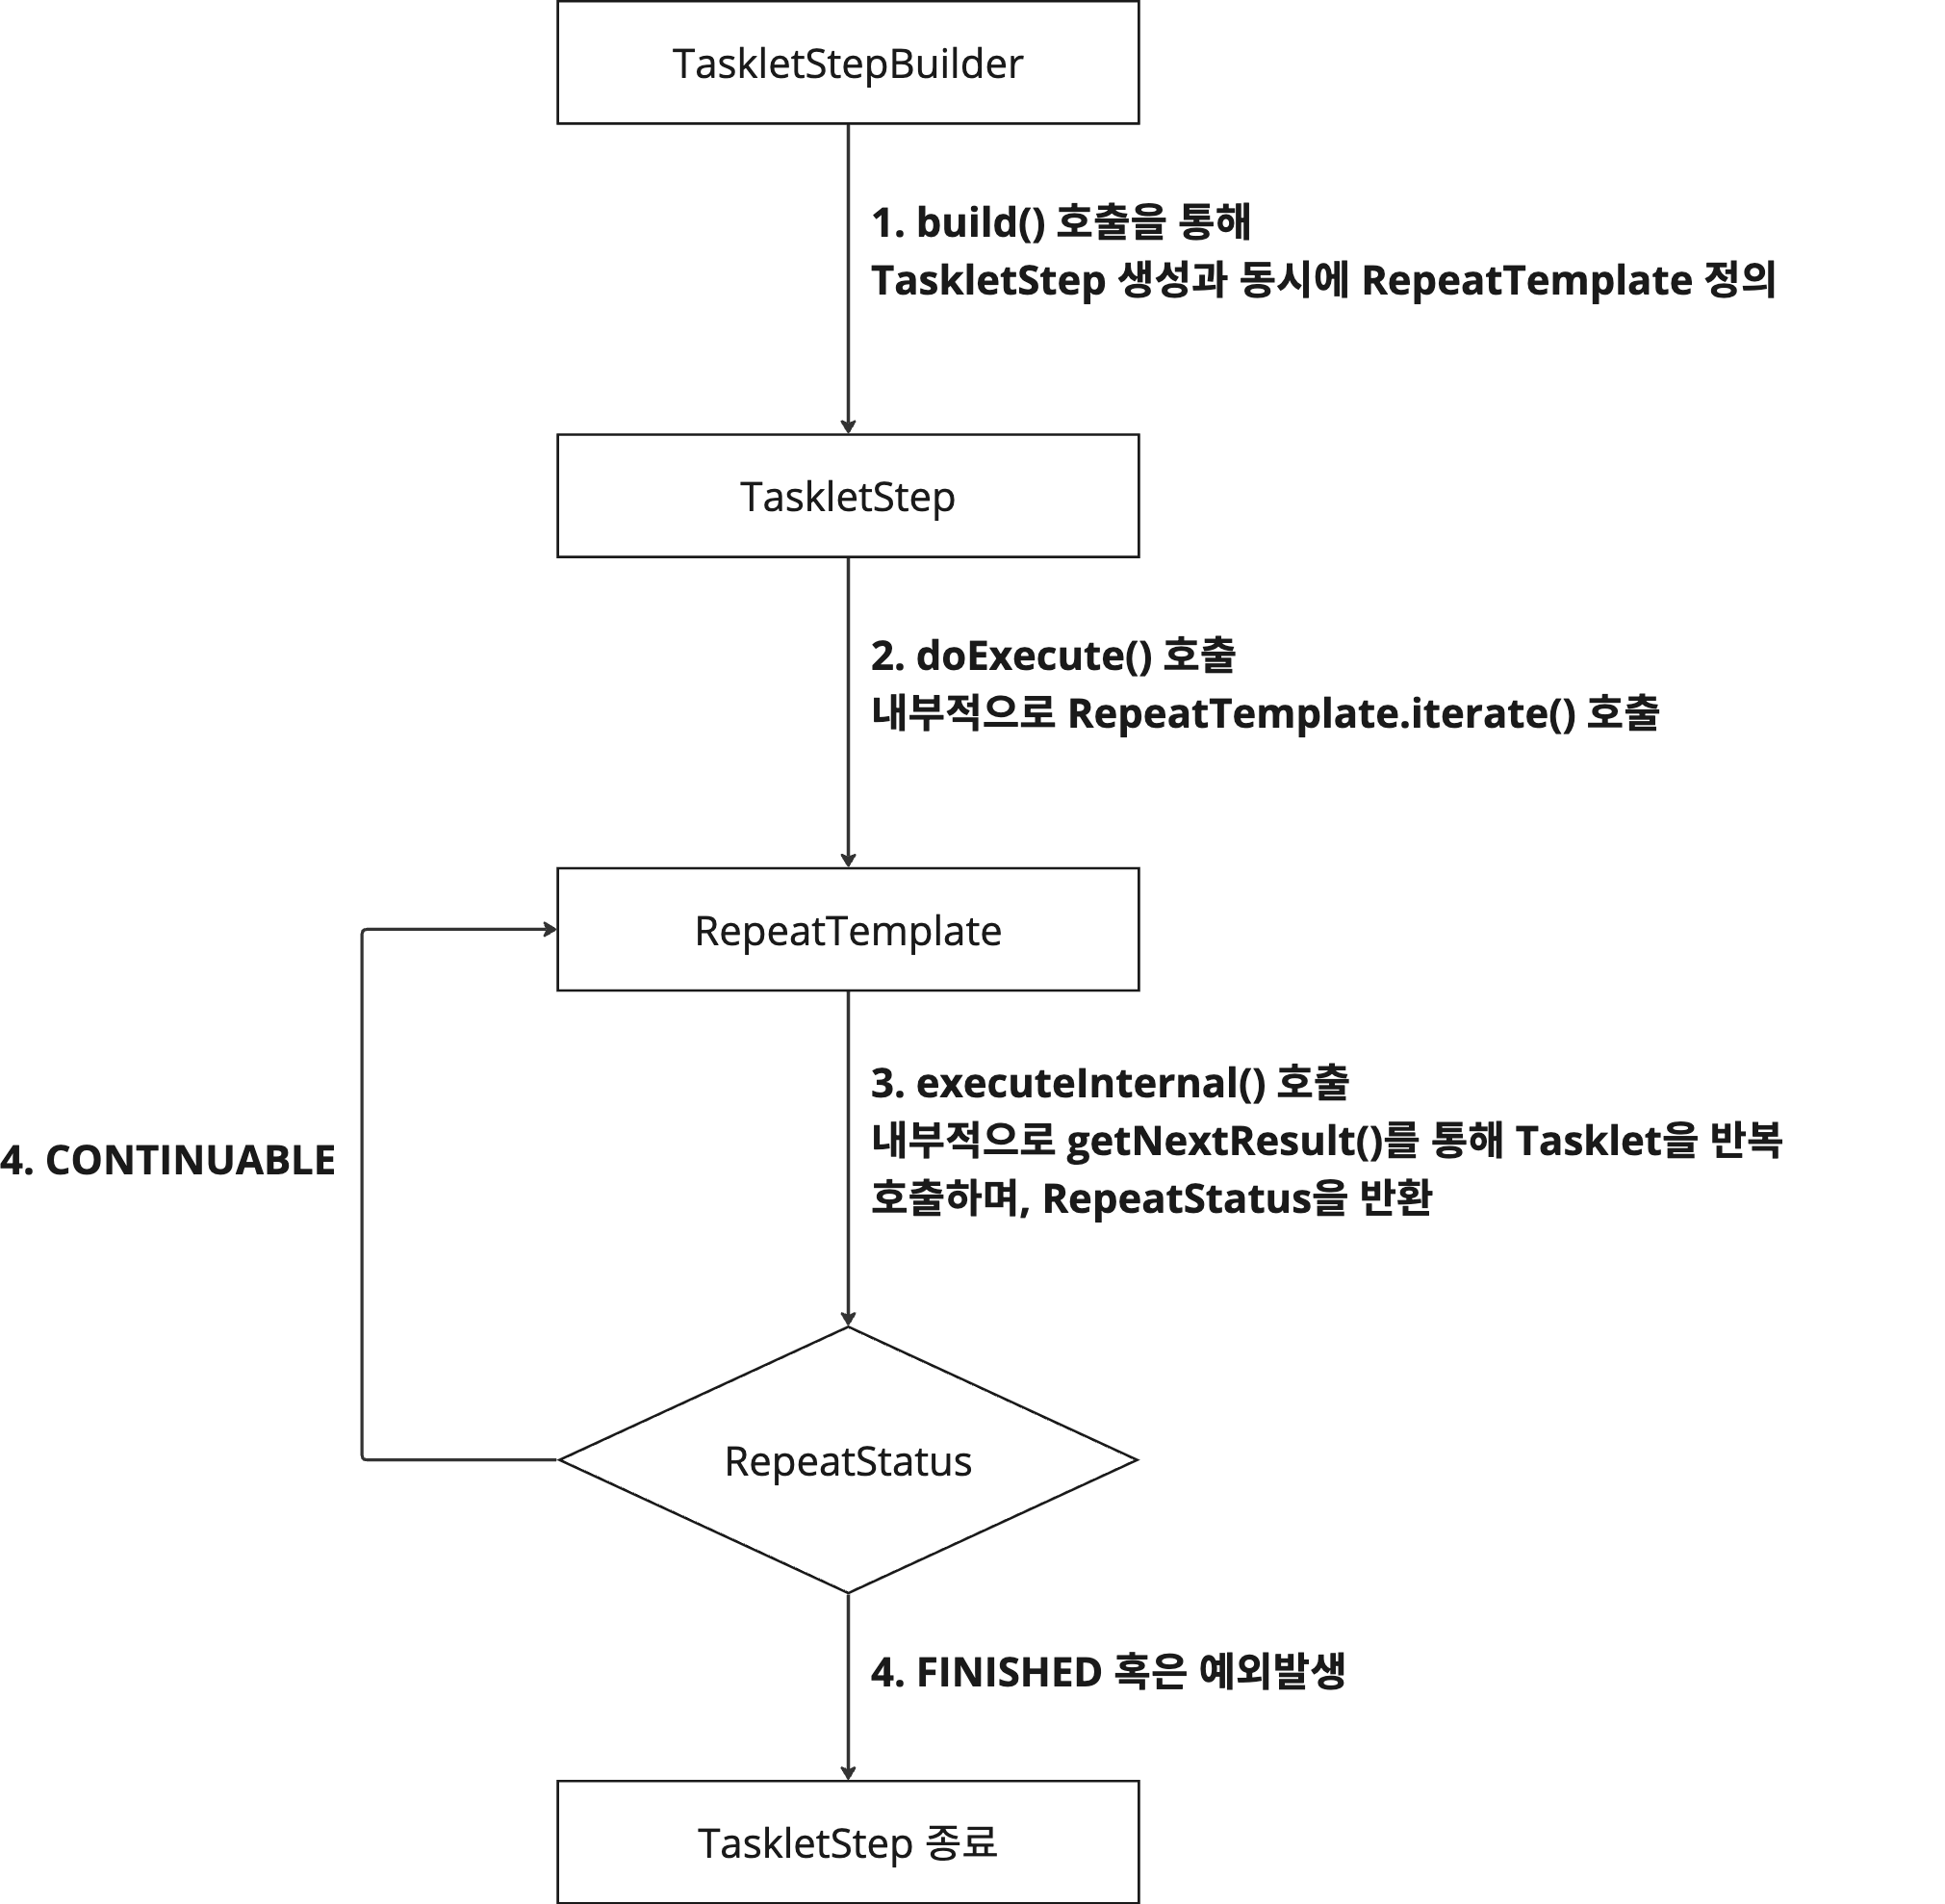 TaskletStepBuilder
1. build() 호출을 통해
TaskletStep 생성과 동시에 RepeatTemplate 정의
TaskletStep
2. doExecute() 호출
내부적으로 RepeatTemplate.iterate() 호출
RepeatTemplate
3. executeInternal() 호출
내부적으로 getNextResult()를 통해 Tasklet을 반복
호출하며, RepeatStatus을 반환
4. CONTINUABLE
RepeatStatus
4. FINISHED 혹은 예외발생
TaskletStep 종료